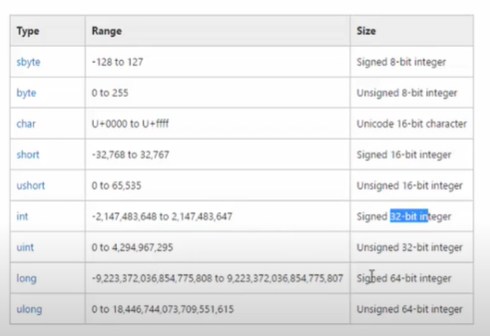 Type Range Size
sbyte -128 to 127 Signed 8-bit integer
byte 0 to 255 Unsigned 8-bit integer
char U+0000 to U+ffff Unicode 16-bit character
short -32,768 to 32,767 Signed 16-bit integer
ushort 0 to 65,535 Unsigned 16-bit integer
int -2,147,483,648 to 2,147,483,647 Signed 32-bit integer
uint 0 to 4,294,967,295 Unsigned 32-bit integer
long -9,223,372,036,854,775,808 to 9,223,372,036,854,775,807 Signed 64-bit integer
ulong 0 to 18,446,744,073,709,551,615 Unsigned 64-bit integer